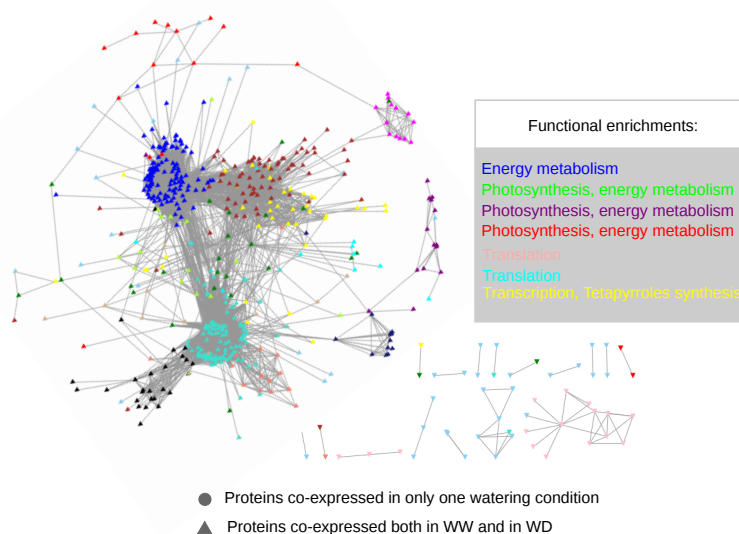 Functional enrichments:
Energy metabolism
Photosynthesis, energy metabolism
Photosynthesis, energy metabolism
Photosynthesis, energy metabolism
Translation
Translation
Transcription, Tetapyrroles synthesis
Proteins co-expressed in only one watering condition
Proteins co-expressed both in WW and in WD